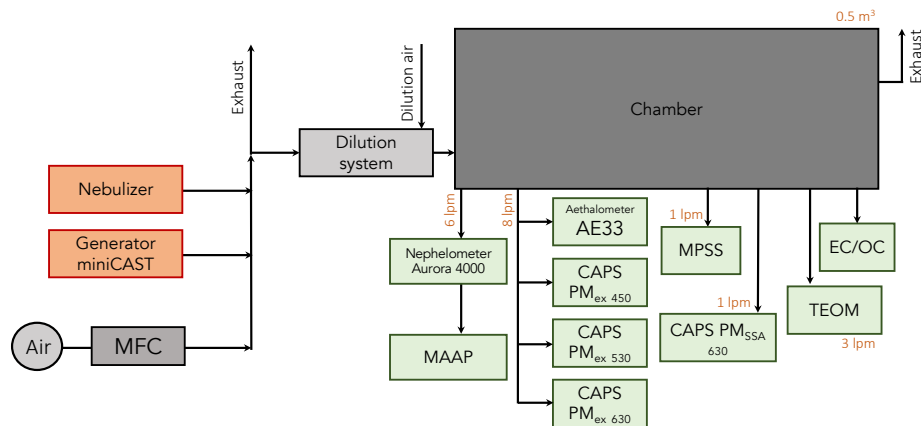 0.5 m³
Exhaust
Dilution air
Exhaust
Chamber
Dilution
system
Nebulizer
Generator
miniCAST
Air
MFC
6 lpm
8 lpm
1 lpm
1 lpm
3 lpm
Nephelometer
Aurora 4000
MAAP
Aethalometer
AE33
CAPS
PMex 450
CAPS
PMex 530
CAPS
PMex 630
MPSS
CAPS PMSSA
630
TEOM
EC/OC